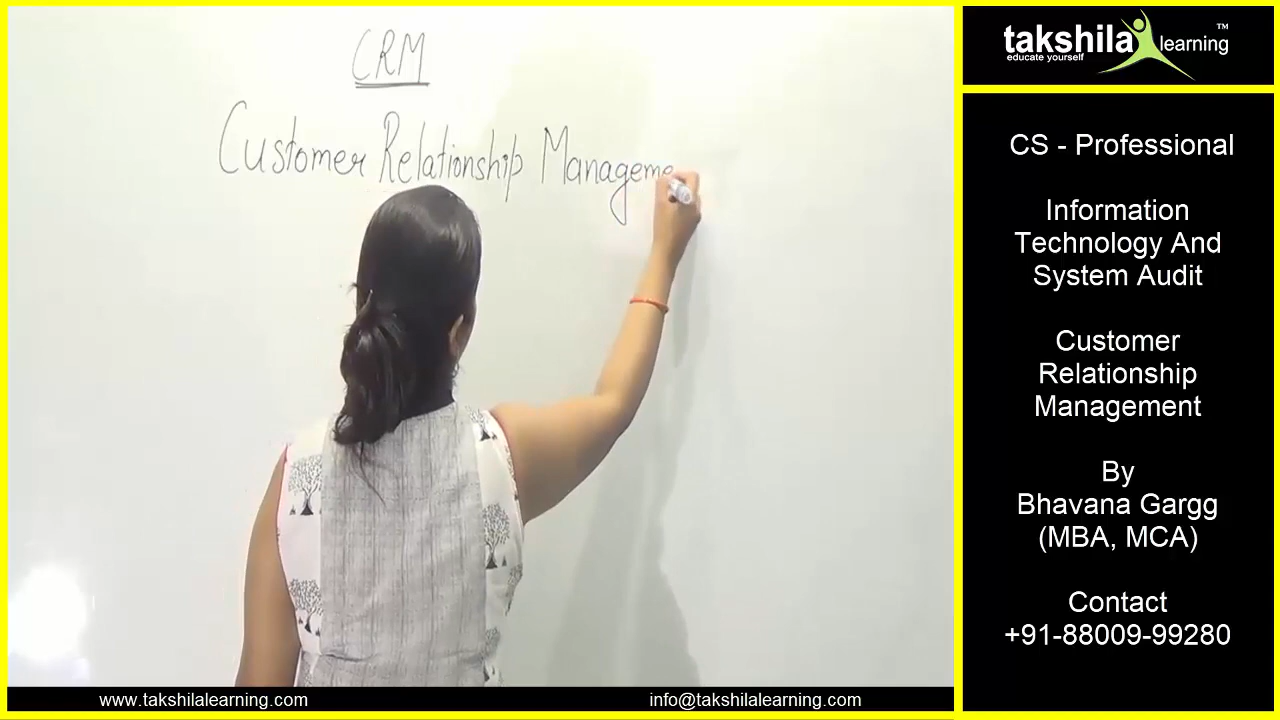 CRM
Customer Relationship Manageme
takshila learning TM
educate yourself
CS - Professional
Information
Technology And
System Audit
Customer
Relationship
Management
By
Bhavana Gargg
(MBA, MCA)
Contact
+91-88009-99280
www.takshilalearning.com
info@takshilalearning.com